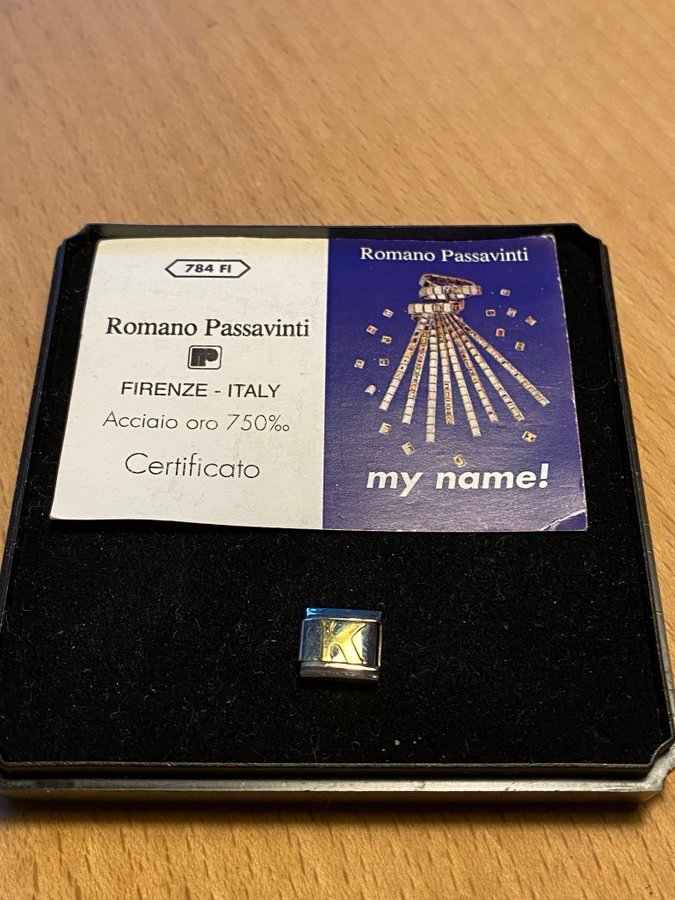 784 FI
Romano Passavinti
FIRENZE - ITALY
Acciaio oro 750‰
Certificato
Romano Passavinti
my name!
K